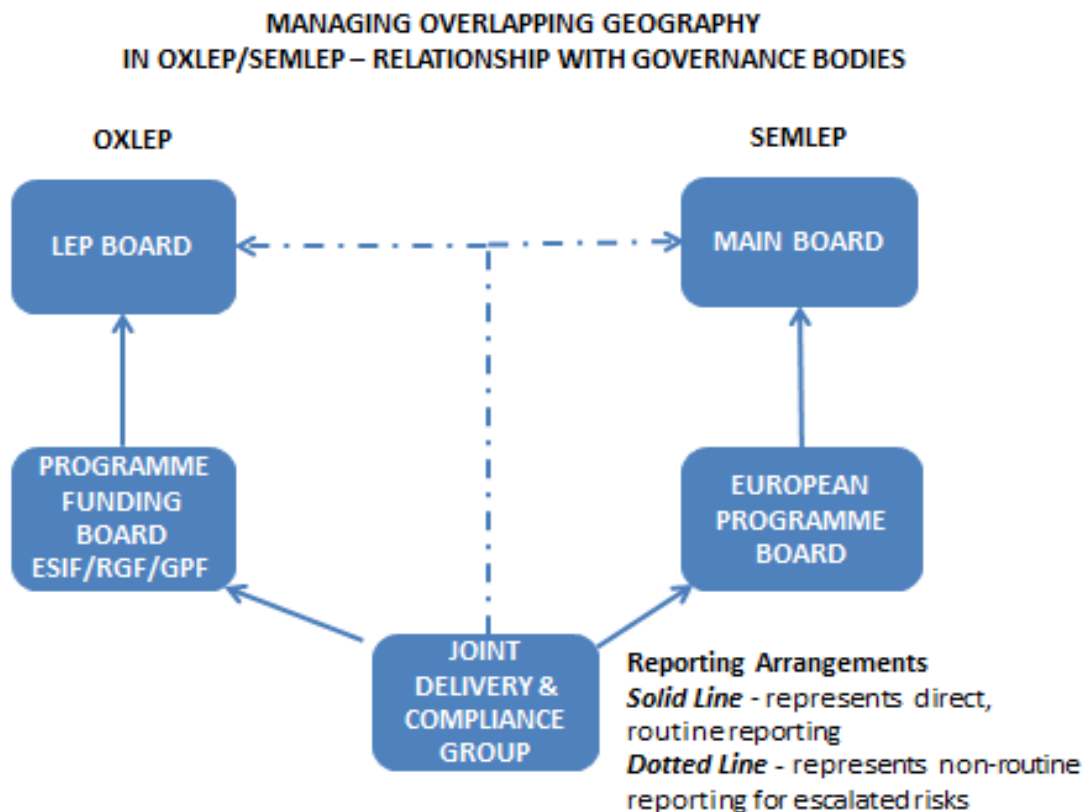 MANAGING OVERLAPPING GEOGRAPHY
IN OXLEP/SEMLEP – RELATIONSHIP WITH GOVERNANCE BODIES
OXLEP
SEMLEP
LEP BOARD
MAIN BOARD
PROGRAMME
FUNDING
BOARD
ESIF/RGF/GPF
EUROPEAN
PROGRAMME
BOARD
JOINT
DELIVERY &
COMPLIANCE
GROUP
Reporting Arrangements
Solid Line - represents direct,
routine reporting
Dotted Line - represents non-routine
reporting for escalated risks